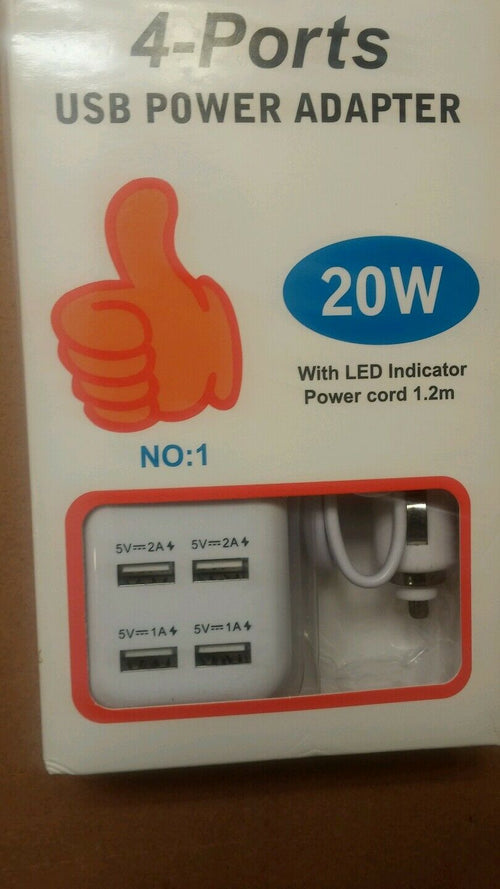 4-Ports
USB POWER ADAPTER
20W
With LED Indicator
Power cord 1.2m
NO:1
5V⎓2A 5V⎓2A
5V⎓1A 5V⎓1A